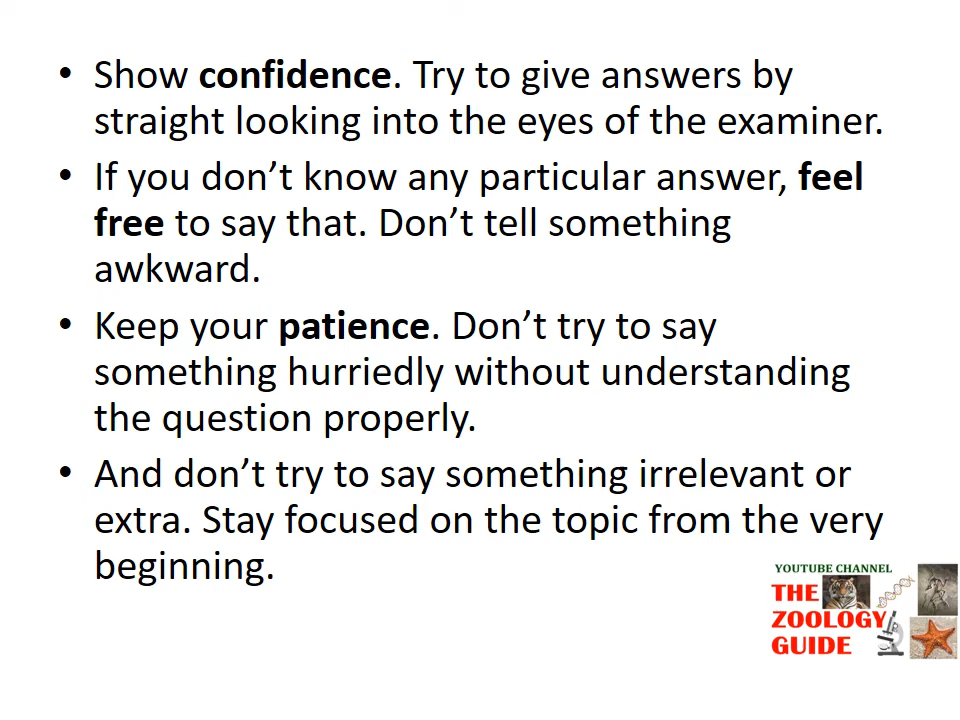 • Show confidence. Try to give answers by
straight looking into the eyes of the examiner.
• If you don’t know any particular answer, feel
free to say that. Don’t tell something
awkward.
• Keep your patience. Don’t try to say
something hurriedly without understanding
the question properly.
• And don’t try to say something irrelevant or
extra. Stay focused on the topic from the very
beginning.
YOUTUBE CHANNEL
THE
ZOOLOGY
GUIDE